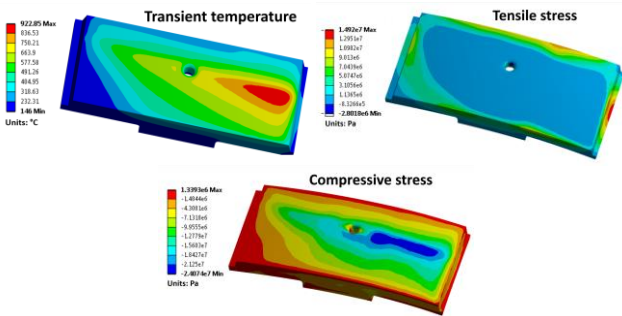 Transient temperature
922.85 Max
836.53
750.21
663.9
577.58
491.26
404.95
318.63
232.31
146 Min
Units: °C
Tensile stress
1.492e7 Max
1.2951e7
1.0982e7
9.013e6
7.0439e6
5.0747e6
3.1056e6
1.1365e6
-8.3266e5
-2.8018e6 Min
Units: Pa
Compressive stress
1.3393e6 Max
-1.4844e6
-4.3081e6
-7.1318e6
-9.9555e6
-1.2779e7
-1.5603e7
-1.8427e7
-2.125e7
-2.4074e7 Min
Units: Pa